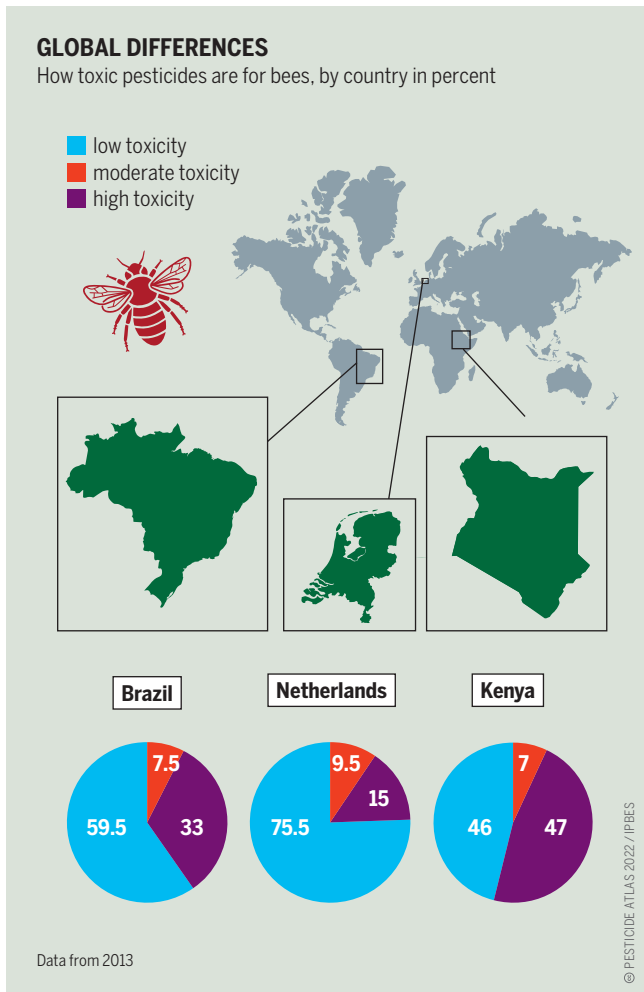 GLOBAL DIFFERENCES
How toxic pesticides are for bees, by country in percent
low toxicity
moderate toxicity
high toxicity
Brazil
Netherlands
Kenya
7.5
59.5
33
9.5
75.5
15
7
46
47
Data from 2013
PESTICIDE ATLAS 2022 / IPBES